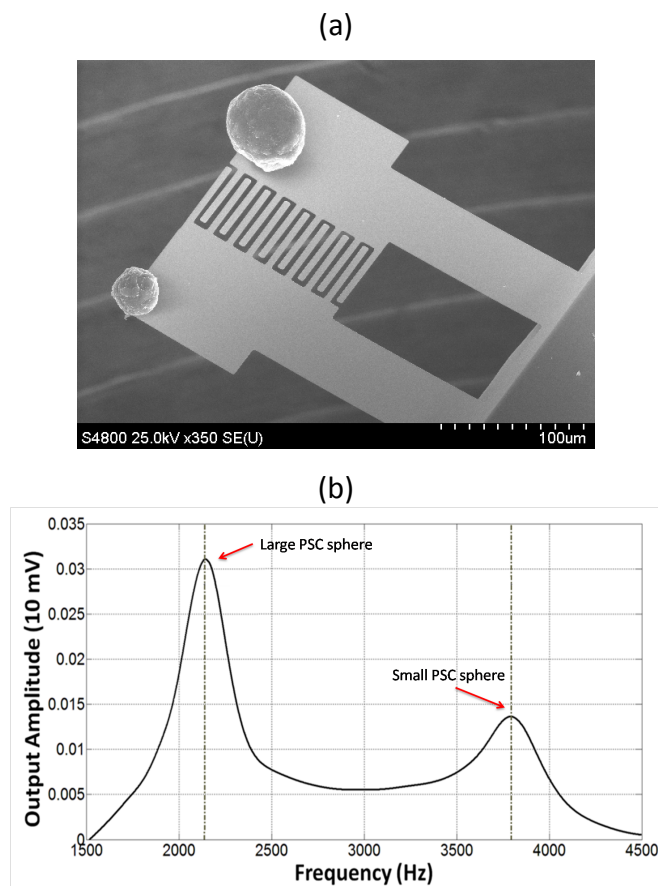 (a)
S4800 25.0kV x350 SE(U)
100um
(b)
Output Amplitude (10 mV)
0.035
0.03
0.025
0.02
0.015
0.01
0.005
0
Large PSC sphere
Small PSC sphere
1500 2000 2500 3000 3500 4000 4500
Frequency (Hz)